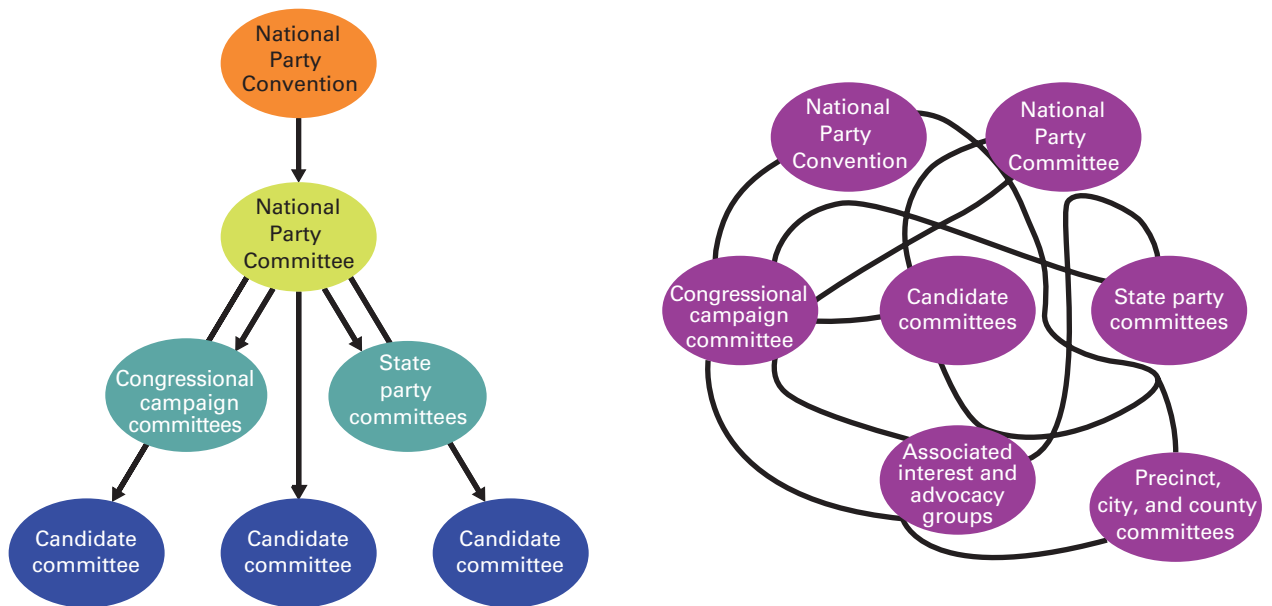 National
Party
Convention
National
Party
Committee
Congressional
campaign
committees
State
party
committees
Candidate
committee
Candidate
committee
Candidate
committee
National
Party
Convention
National
Party
Committee
Congressional
campaign
committee
Candidate
committees
State party
committees
Associated
interest and
advocacy
groups
Precinct,
city, and county
committees